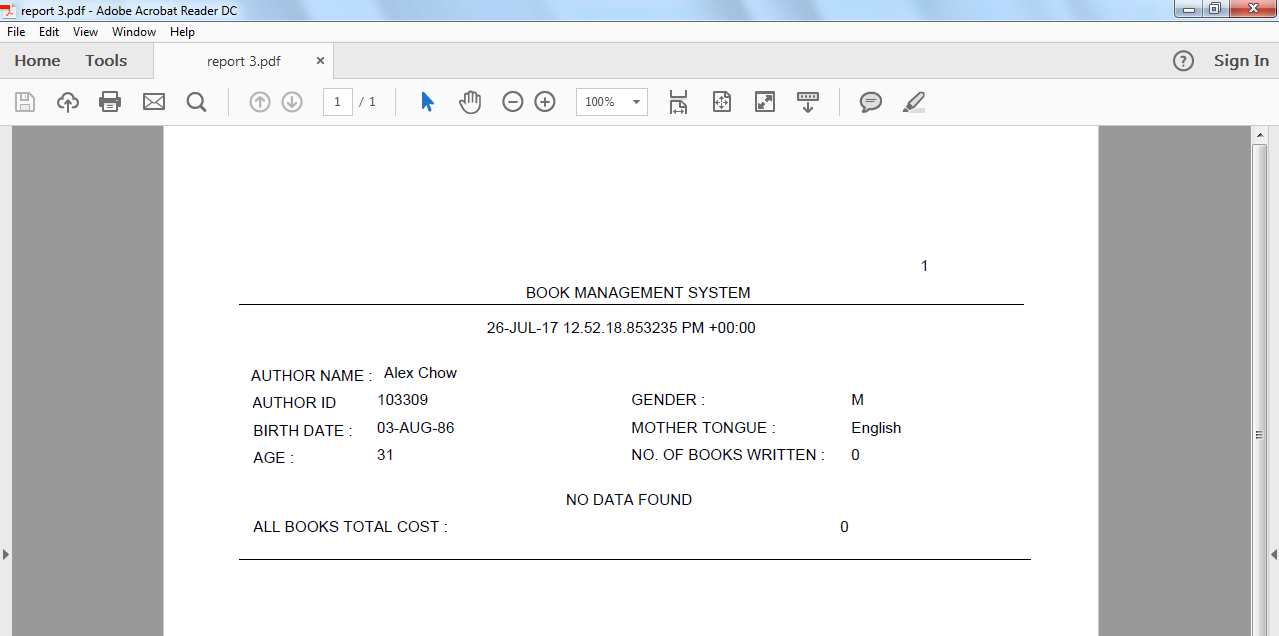 report 3.pdf - Adobe Acrobat Reader DC
File Edit View Window Help
Home Tools report 3.pdf × ? Sign In
1 / 1 100%
1
BOOK MANAGEMENT SYSTEM
26-JUL-17 12.52.18.853235 PM +00:00
AUTHOR NAME : Alex Chow
AUTHOR ID 103309 GENDER : M
BIRTH DATE : 03-AUG-86 MOTHER TONGUE : English
AGE : 31 NO. OF BOOKS WRITTEN : 0
NO DATA FOUND
ALL BOOKS TOTAL COST : 0